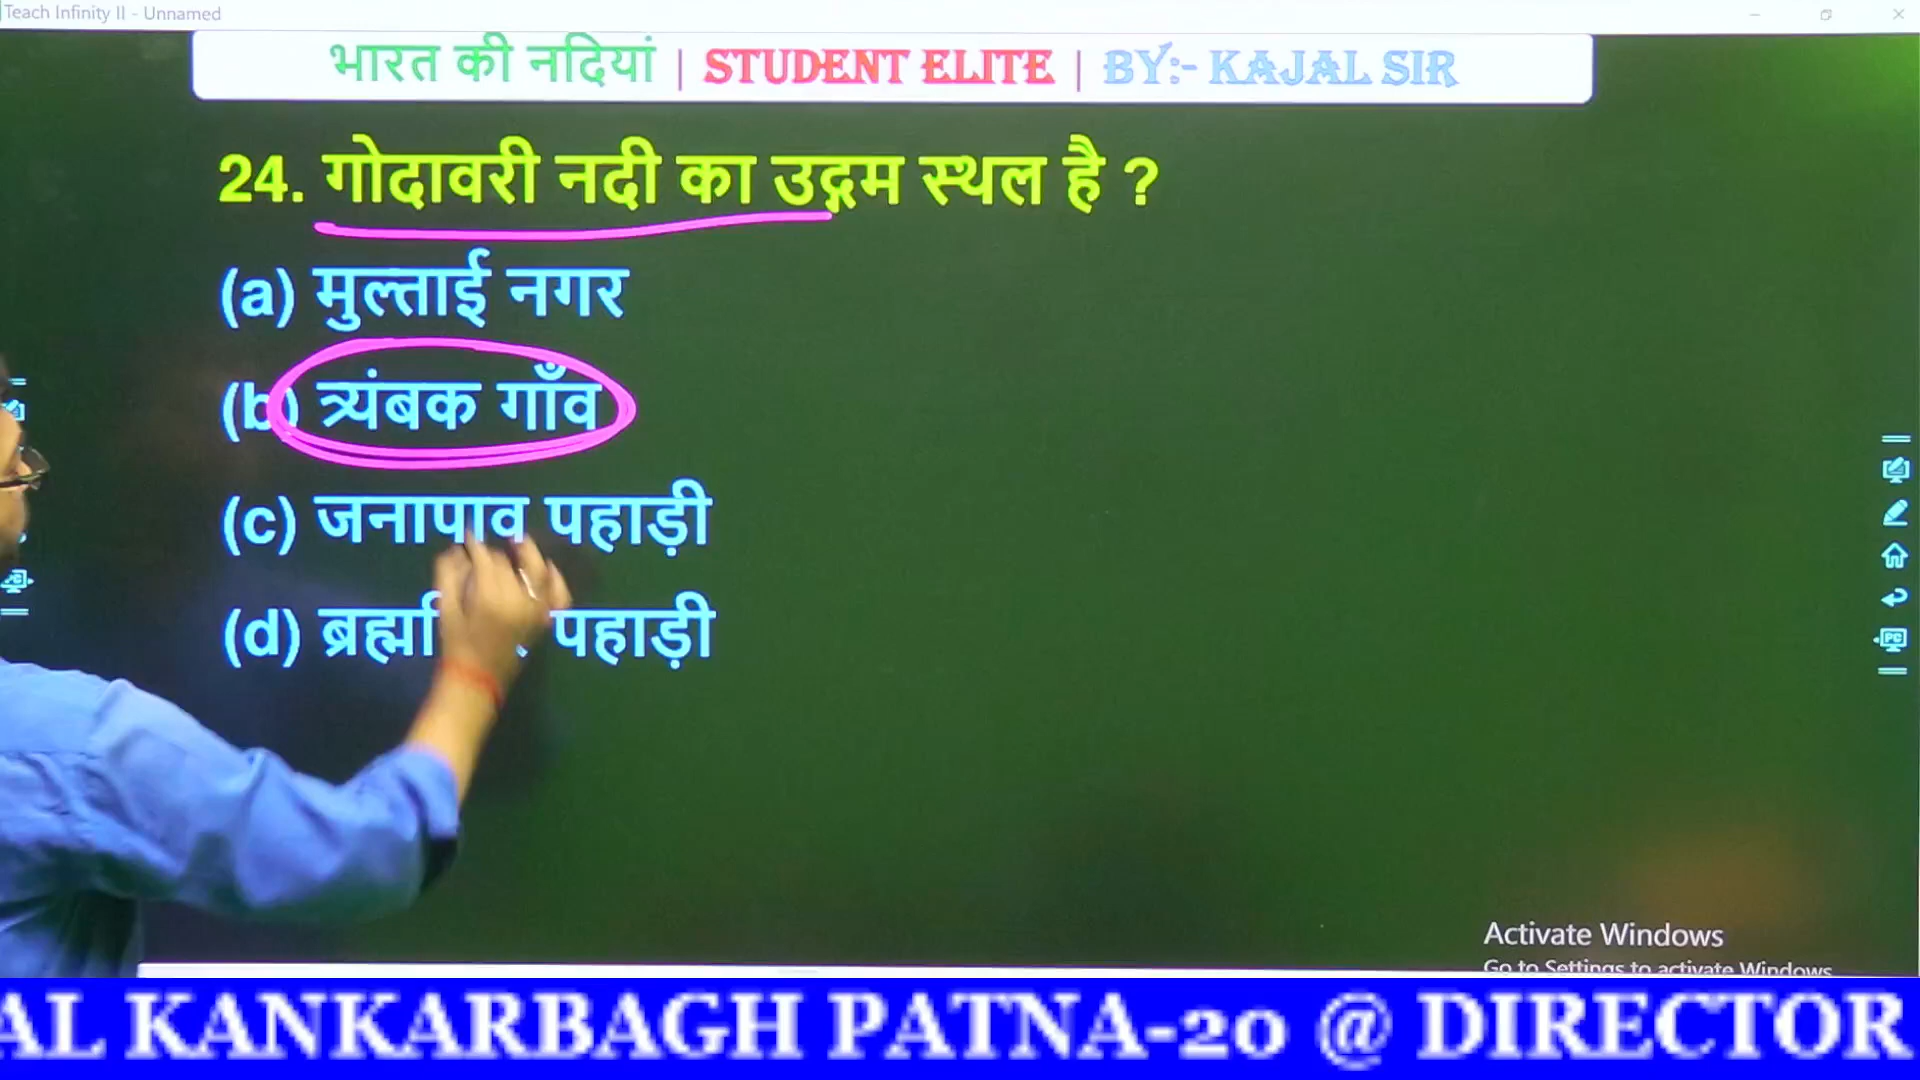 Teach Infinity II - Unnamed
भारत की नदियां | STUDENT ELITE | BY:- KAJAL SIR
24. गोदावरी नदी का उद्गम स्थल है ?
(a) मुल्ताई नगर
(b) त्र्यंबक गाँव
(c) जनापाव पहाड़ी
(d) पहाड़ी
Activate Windows
Go to Settings to activate Windows
AL KANKARBAGH PATNA-20 @ DIRECTOR